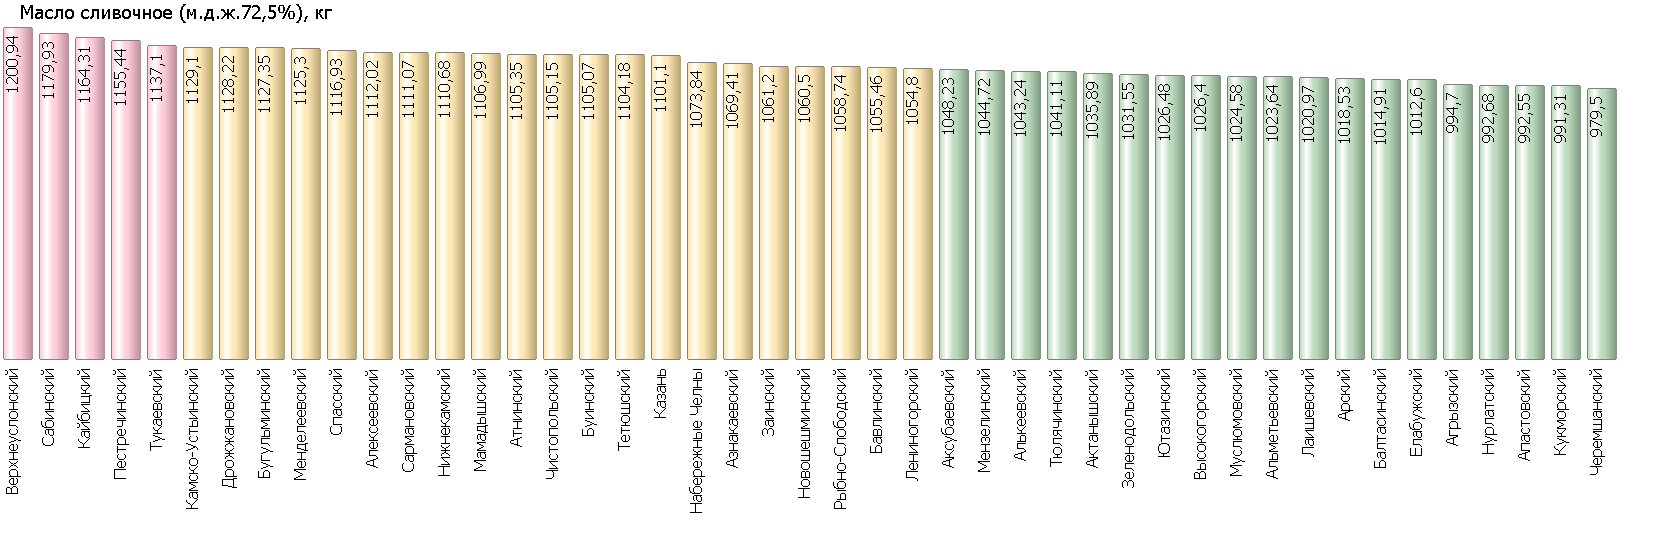 Масло сливочное (м.д.ж.72,5%), кг
1200,94
1179,93
1164,31
1155,44
1137,1
1129,1
1128,22
1127,35
1125,3
1116,93
1112,02
1111,07
1110,68
1106,99
1105,35
1105,15
1105,07
1104,18
1101,1
1073,84
1069,41
1061,2
1060,5
1058,74
1055,46
1054,8
1048,23
1044,72
1043,24
1041,11
1035,89
1031,55
1026,48
1026,4
1024,58
1023,64
1020,97
1018,53
1014,91
1012,6
994,7
992,68
992,55
991,31
979,5
Верхнеуслонский
Сабинский
Кайбицкий
Пестречинский
Тукаевский
Камско-Устьинский
Дрожжановский
Бугульминский
Менделеевский
Спасский
Алексеевский
Сармановский
Нижнекамский
Мамадышский
Атнинский
Чистопольский
Буинский
Тетюшский
Казань
Набережные Челны
Азнакаевский
Заинский
Новошешминский
Рыбно-Слободский
Бавлинский
Лениногорский
Аксубаевский
Мензелинский
Алькеевский
Тюлячинский
Актанышский
Зеленодольский
Ютазинский
Высокогорский
Муслюмовский
Альметьевский
Лаишевский
Арский
Балтасинский
Елабужский
Агрызский
Нурлатский
Апастовский
Кукморский
Черемшанский